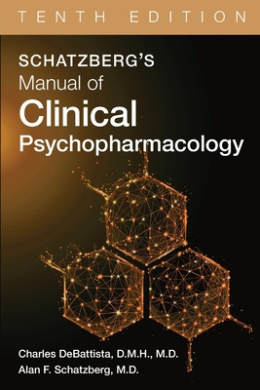 TENTH EDITION
SCHATZBERG'S
Manual of
Clinical
Psychopharmacology
Charles DeBattista, D.M.H., M.D.
Alan F. Schatzberg, M.D.